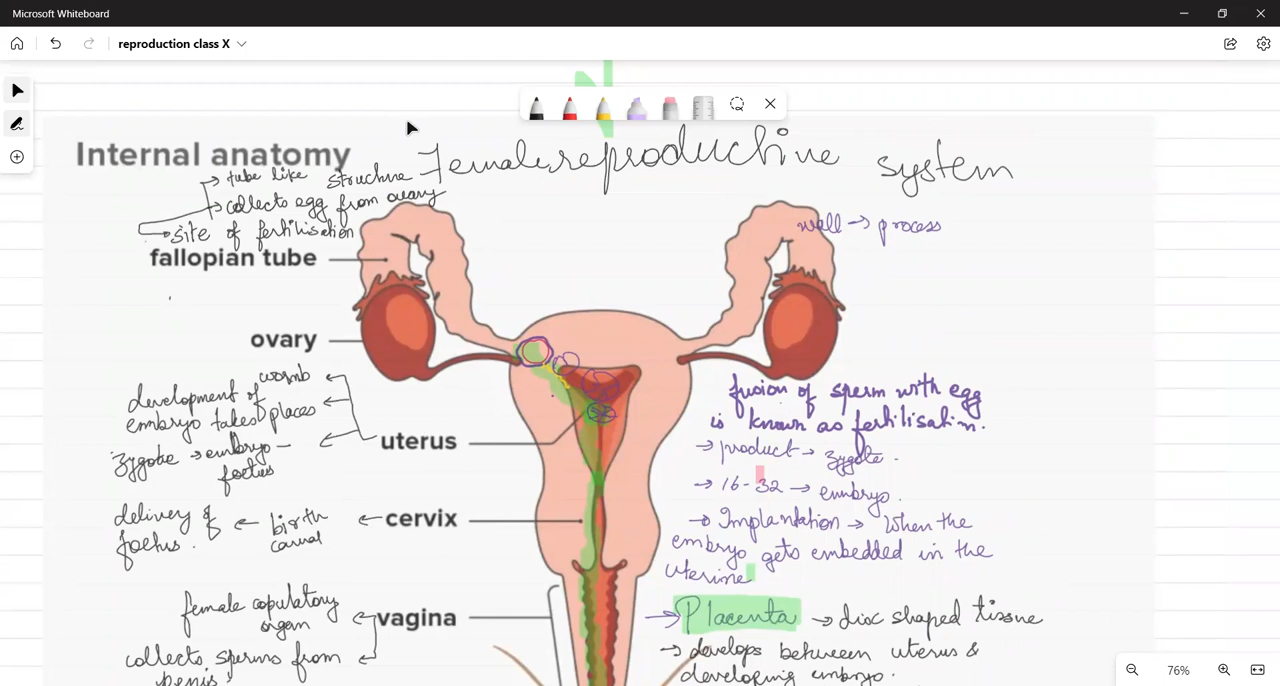 Microsoft Whiteboard
reproduction class X
Internal anatomy
Female reproductive system
→ tube like structure
→ collects egg from ovary
→ site of fertilisation
well → process
fallopian tube
ovary
womb
development of
embryo takes places
zygote → embryo –
foetus
uterus
fusion of sperm with egg
is known as fertilisation.
→ product → zygote.
→ 16-32 → embryo.
→ Implantation → When the
embryo gets embedded in the
uterine
delivery of
foetus. ← birth
canal
← cervix
→ Placenta → disc shaped tissue
→ develops between uterus &
developing embryo.
female copulatory
organ
vagina
collects sperms from
penis
76%